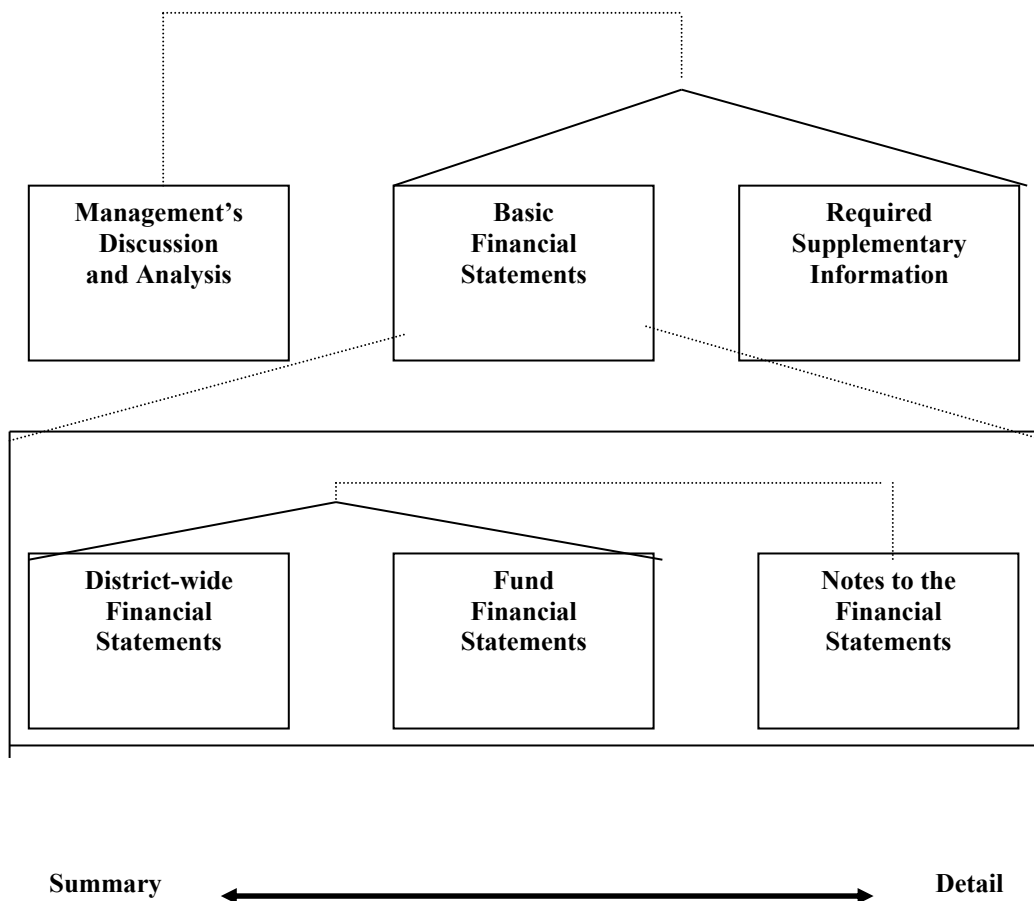 Management’s
Discussion
and Analysis
Basic
Financial
Statements
Required
Supplementary
Information
District-wide
Financial
Statements
Fund
Financial
Statements
Notes to the
Financial
Statements
Summary
Detail